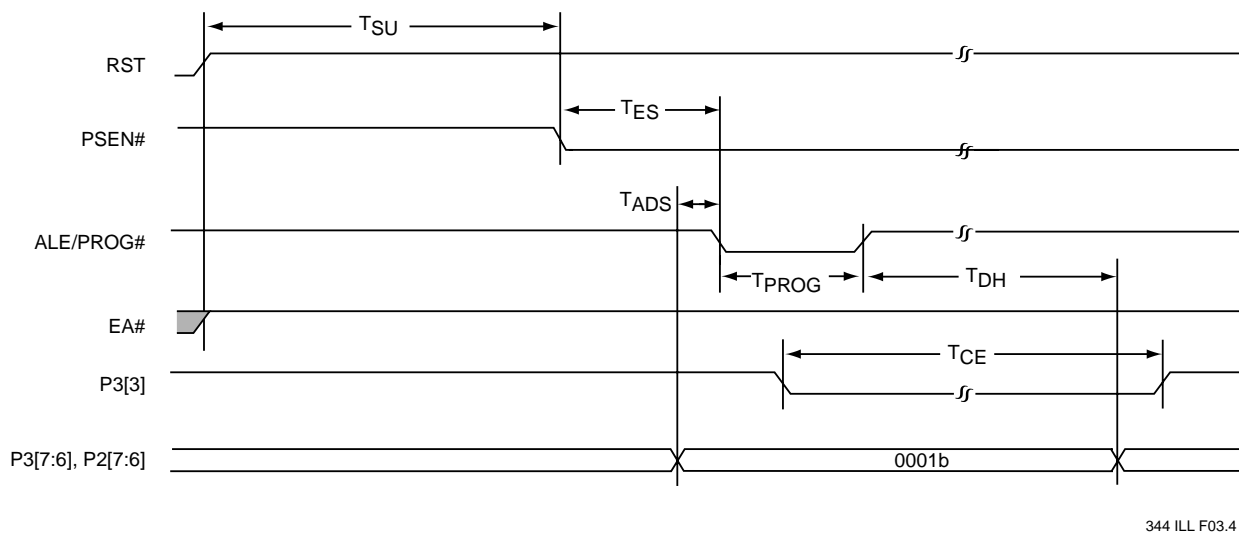 TSU
RST
TES
PSEN#
TADS
ALE/PROG#
TPROG
TDH
EA#
TCE
P3[3]
P3[7:6], P2[7:6]
0001b
344 ILL F03.4